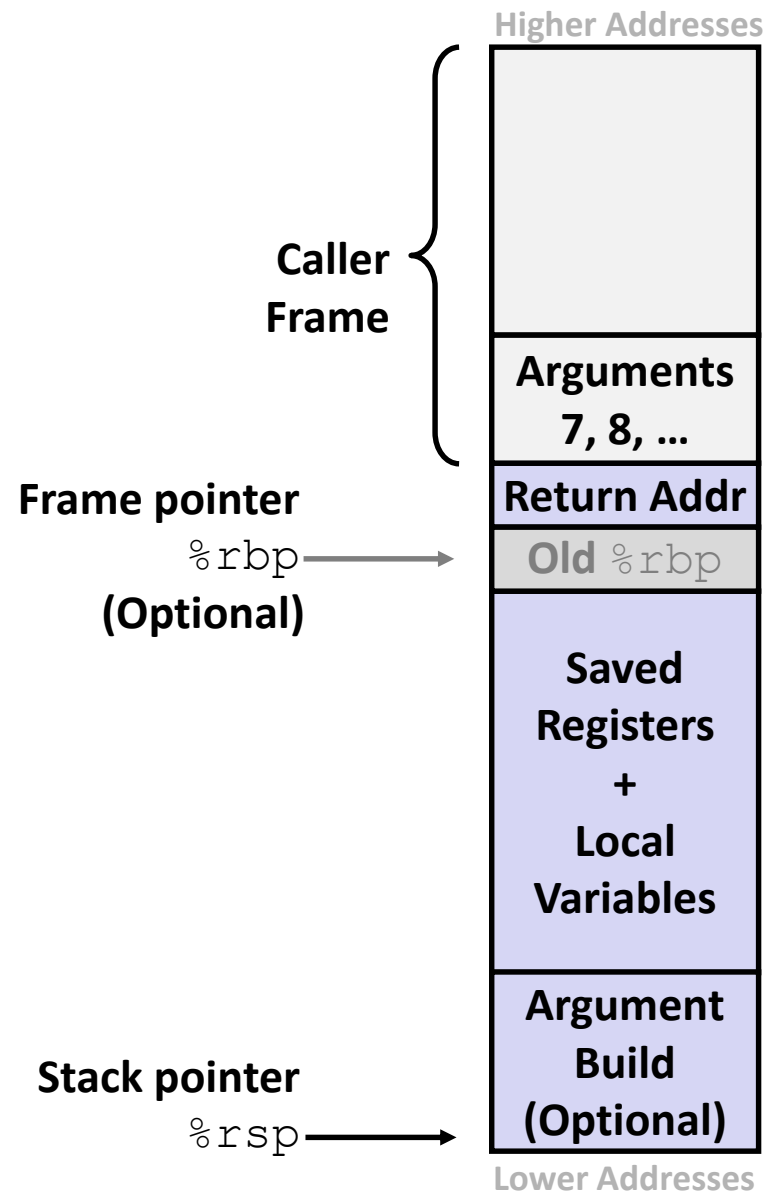 Higher Addresses
Caller
Frame
Arguments
7, 8, …
Frame pointer
%rbp
(Optional)
Return Addr
Old %rbp
Saved
Registers
+
Local
Variables
Argument
Build
(Optional)
Stack pointer
%rsp
Lower Addresses